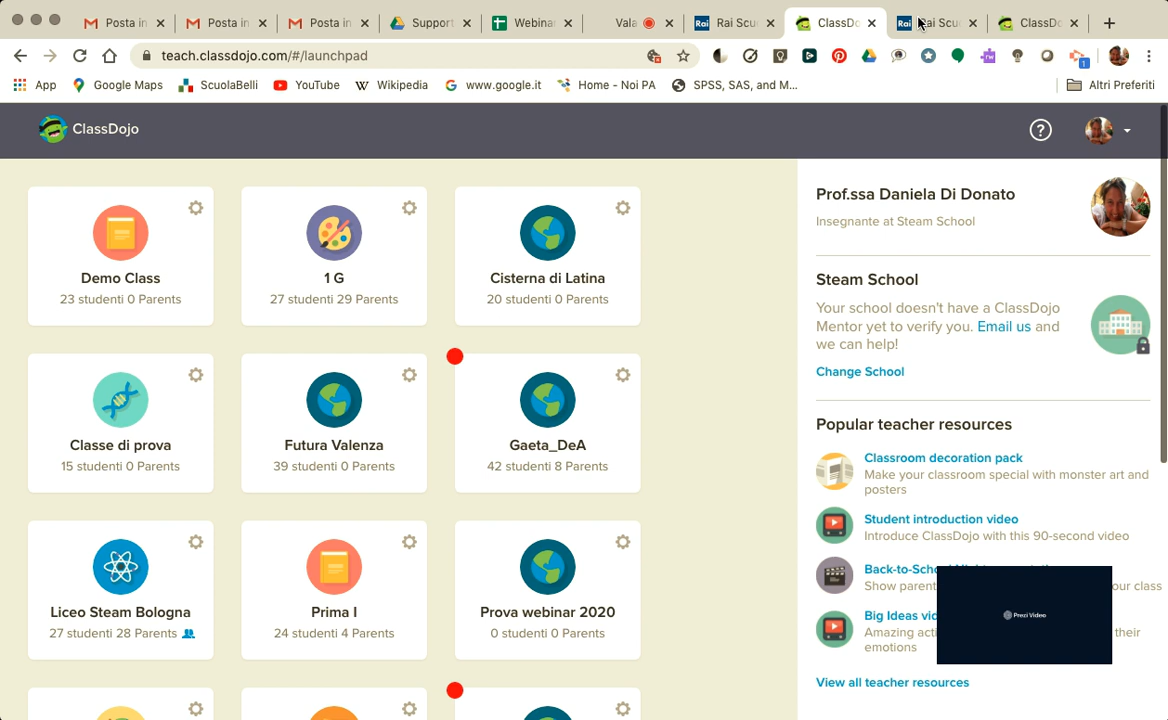 Posta in
Posta in
Posta in
Support
Webinar
Vala
Rai Scu
ClassDo
Rai Scu
ClassDo
teach.classdojo.com/#/launchpad
1
App
Google Maps
ScuolaBelli
YouTube
Wikipedia
www.google.it
Home - Noi PA
SPSS, SAS, and M...
Altri Preferiti
ClassDojo
Demo Class
23 studenti 0 Parents
1 G
27 studenti 29 Parents
Cisterna di Latina
20 studenti 0 Parents
Classe di prova
15 studenti 0 Parents
Futura Valenza
39 studenti 0 Parents
Gaeta_DeA
42 studenti 8 Parents
Liceo Steam Bologna
27 studenti 28 Parents
Prima I
24 studenti 4 Parents
Prova webinar 2020
0 studenti 0 Parents
Prof.ssa Daniela Di Donato
Insegnante at Steam School
Steam School
Your school doesn't have a ClassDojo
Mentor yet to verify you. Email us and
we can help!
Change School
Popular teacher resources
Classroom decoration pack
Make your classroom special with monster art and
posters
Student introduction video
Introduce ClassDojo with this 90-second video
Show paren our class
Big Ideas vid
Amazing acti their
emotions
View all teacher resources
Prezi Video